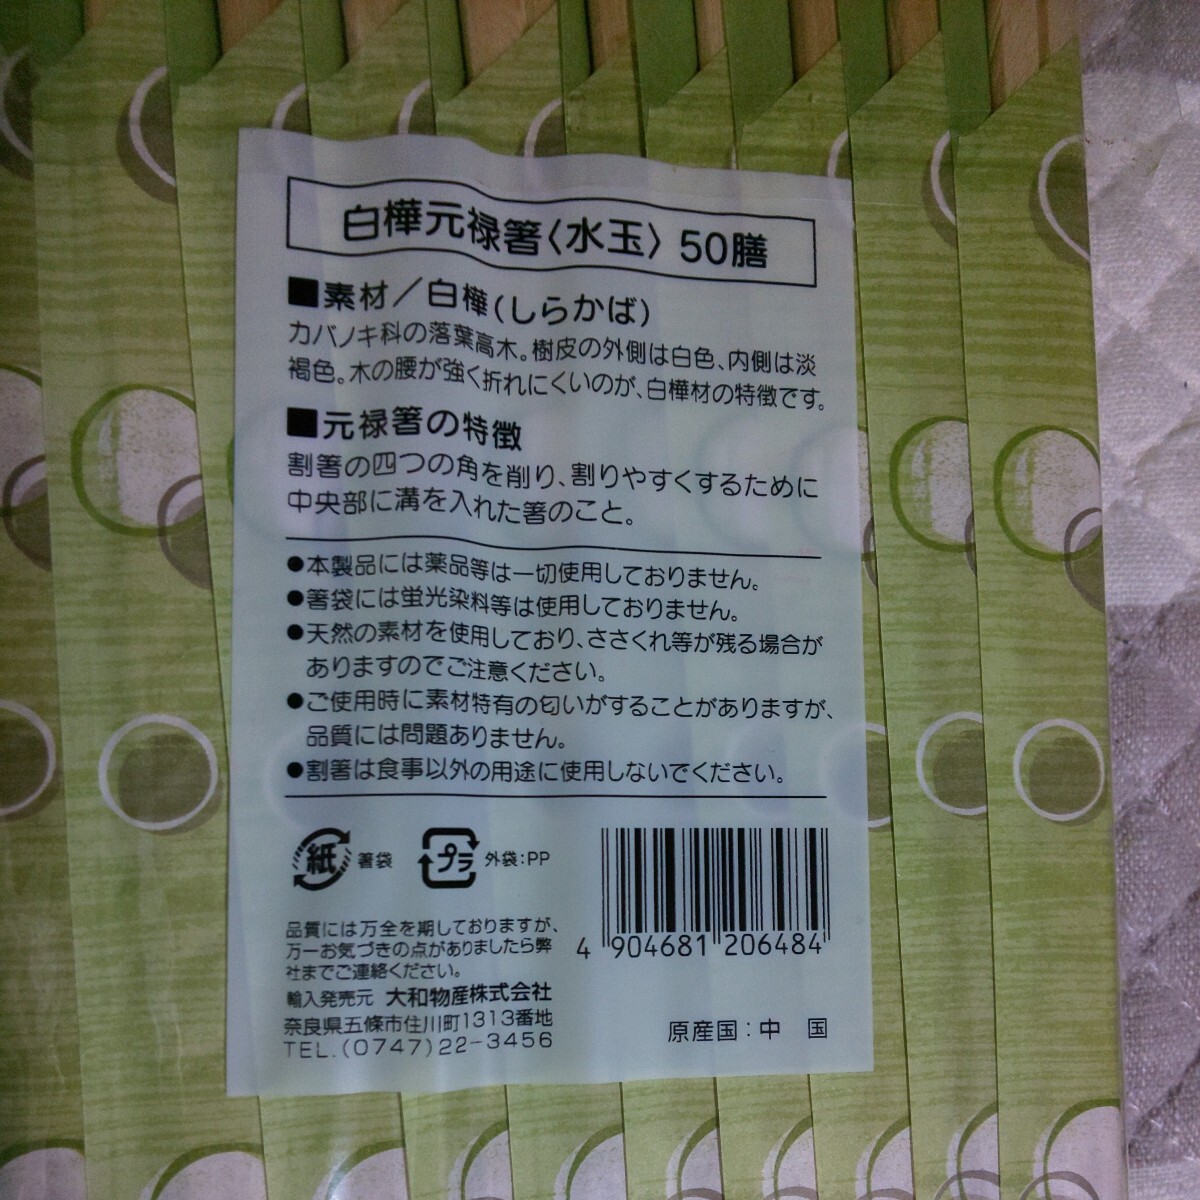 白樺元禄箸〈水玉〉50膳
■素材／白樺(しらかば)
カバノキ科の落葉高木。樹皮の外側は白色、内側は淡
褐色。木の腰が強く折れにくいのが、白樺材の特徴です。
■元禄箸の特徴
割箸の四つの角を削り、割りやすくするために
中央部に溝を入れた箸のこと。
●本製品には薬品等は一切使用しておりません。
●箸袋には蛍光染料等は使用しておりません。
●天然の素材を使用しており、ささくれ等が残る場合が
ありますのでご注意ください。
●ご使用時に素材特有の匂いがすることがありますが、
品質には問題ありません。
●割箸は食事以外の用途に使用しないでください。
紙 箸袋 プラ 外袋:PP
品質には万全を期しておりますが、
万一お気づきの点がありましたら弊
社までご連絡ください。
輸入発売元 大和物産株式会社
奈良県五條市住川町1313番地
TEL.(0747)22-3456
4 904681 206484
原産国:中 国